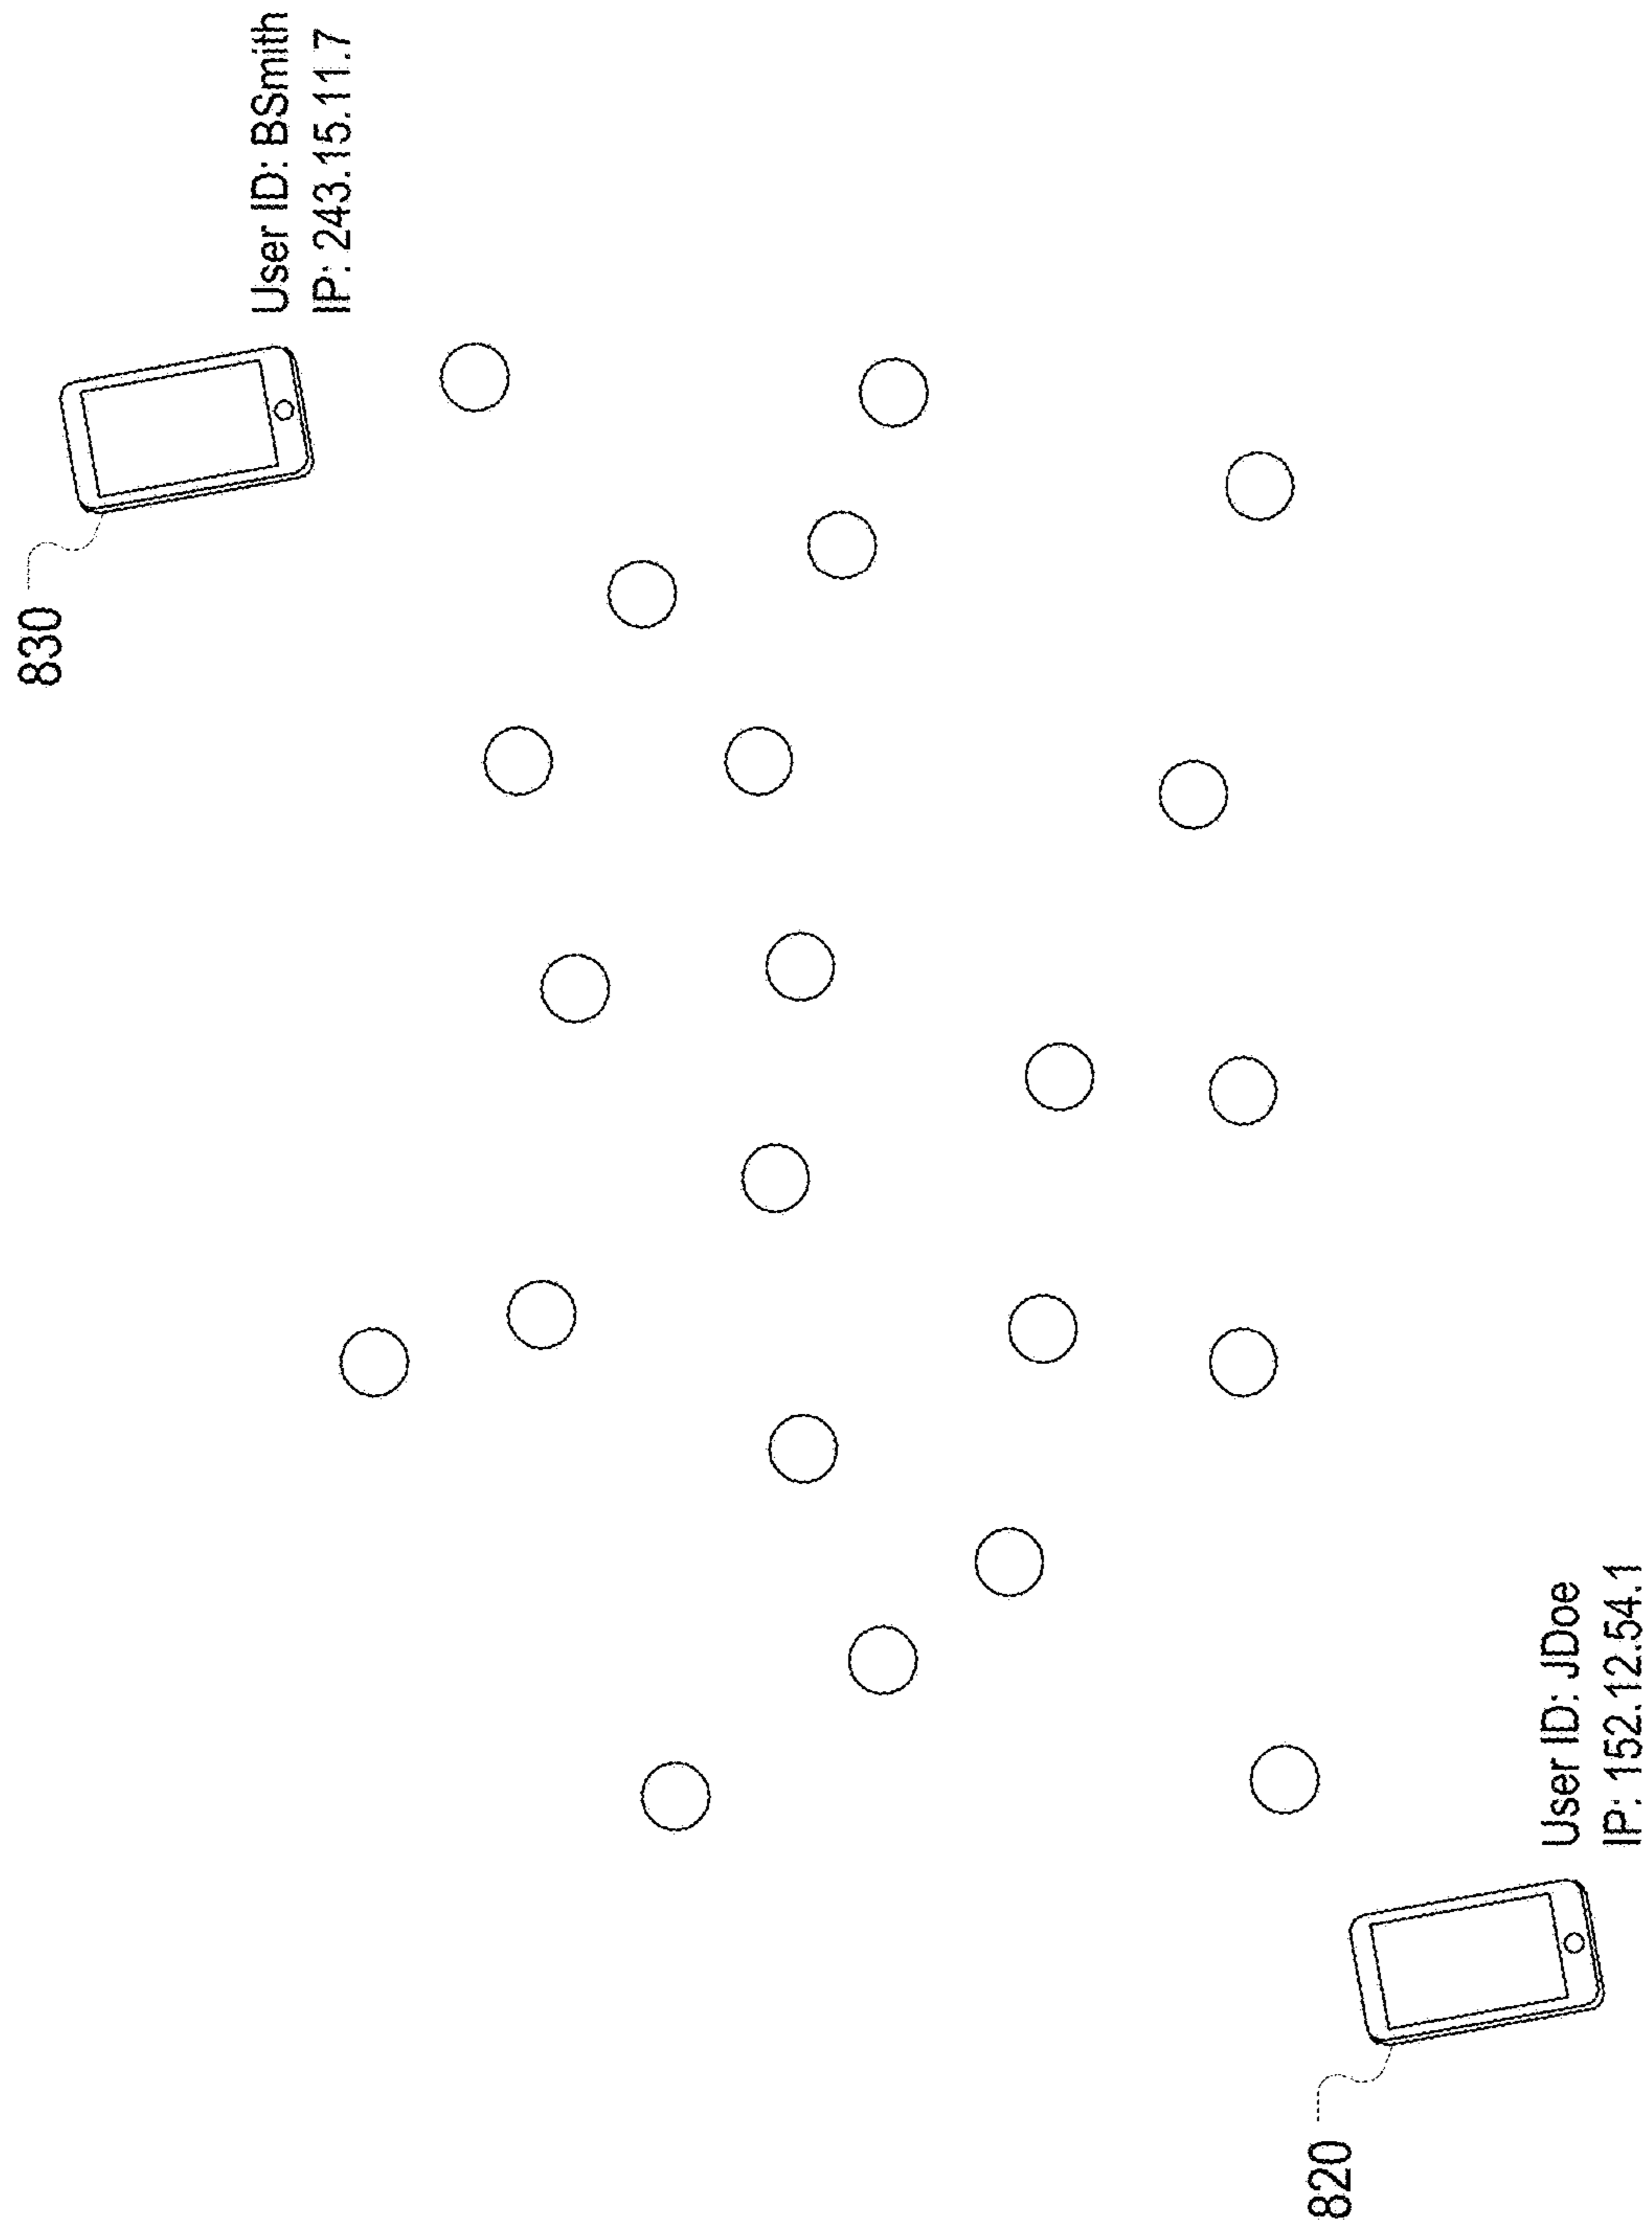 830
User ID: BSmith
IP: 243.15.11.7
820
User ID: JDoe
IP: 152.12.54.1